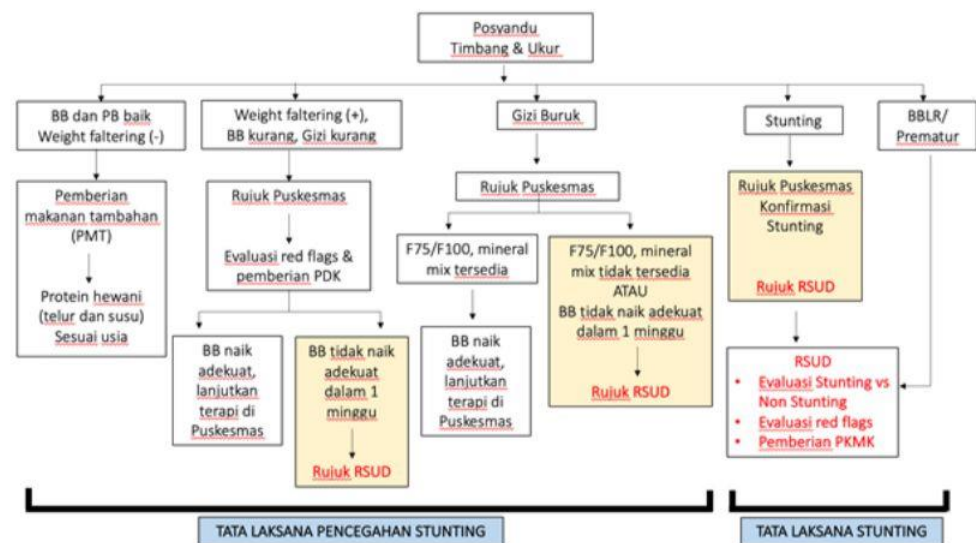 Posyandu
Timbang & Ukur
BB dan PB baik
Weight faltering (-)
Weight faltering (+),
BB kurang, Gizi kurang
Gizi Buruk
Stunting
BBLR/
Prematur
Pemberian
makanan tambahan
(PMT)
Protein hewani
(telur dan susu)
Sesuai usia
Rujuk Puskesmas
Evaluasi red flags &
pemberian PDK
BB naik
adekuat,
lanjutkan
terapi di
Puskesmas
BB tidak naik
adekuat
dalam 1
minggu
Rujuk RSUD
Rujuk Puskesmas
F75/F100, mineral
mix tersedia
BB naik
adekuat,
lanjutkan
terapi di
Puskesmas
F75/F100, mineral
mix tidak tersedia
ATAU
BB tidak naik adekuat
dalam 1 minggu
Rujuk RSUD
Rujuk Puskesmas
Konfirmasi
Stunting
Rujuk RSUD
RSUD
• Evaluasi Stunting vs
Non Stunting
• Evaluasi red flags
• Pemberian PKMK
TATA LAKSANA PENCEGAHAN STUNTING
TATA LAKSANA STUNTING